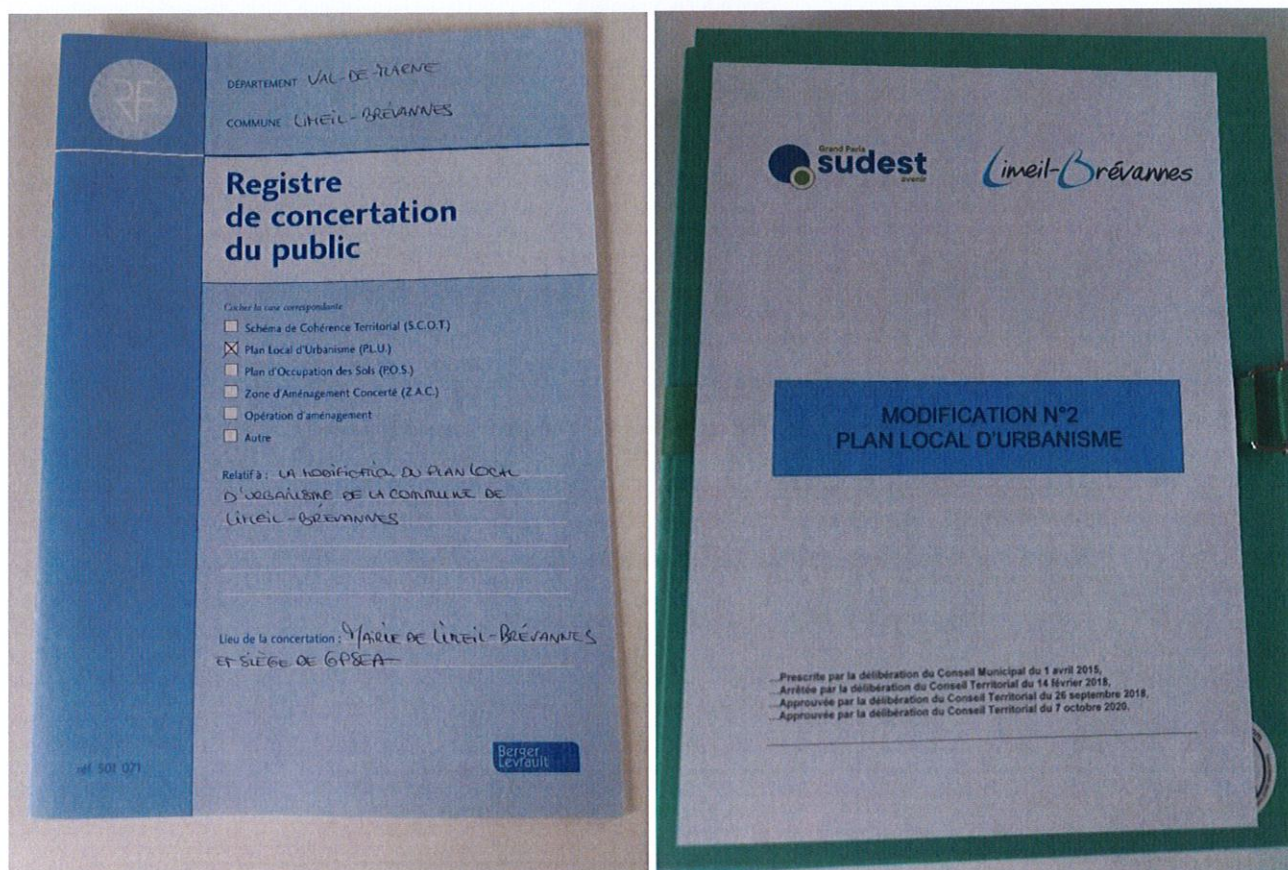 RF
DÉPARTEMENT VAL-DE-MARNE
COMMUNE LIMEIL-BRÉVANNES
Registre
de concertation
du public
Cocher la case correspondante
Schéma de Cohérence Territorial (S.C.O.T.)
Plan Local d'Urbanisme (P.L.U.)
Plan d'Occupation des Sols (P.O.S.)
Zone d'Aménagement Concerté (Z.A.C.)
Opération d'aménagement
Autre
Relatif à : LA MODIFICATION DU PLAN LOCAL
D'URBANISME DE LA COMMUNE DE
LIMEIL-BRÉVANNES
Lieu de la concertation : MAIRIE DE LIMEIL-BRÉVANNES
ET SIÈGE DE GPSEA
Berger
Levrault
réf. 501 071
Grand Paris
sudest
avenir
Limeil-Brévannes
MODIFICATION N°2
PLAN LOCAL D'URBANISME
...Prescrite par la délibération du Conseil Municipal du 1 avril 2015,
...Arrêtée par la délibération du Conseil Territorial du 14 février 2018,
...Approuvée par la délibération du Conseil Territorial du 26 septembre 2018,
...Approuvée par la délibération du Conseil Territorial du 7 octobre 2020.